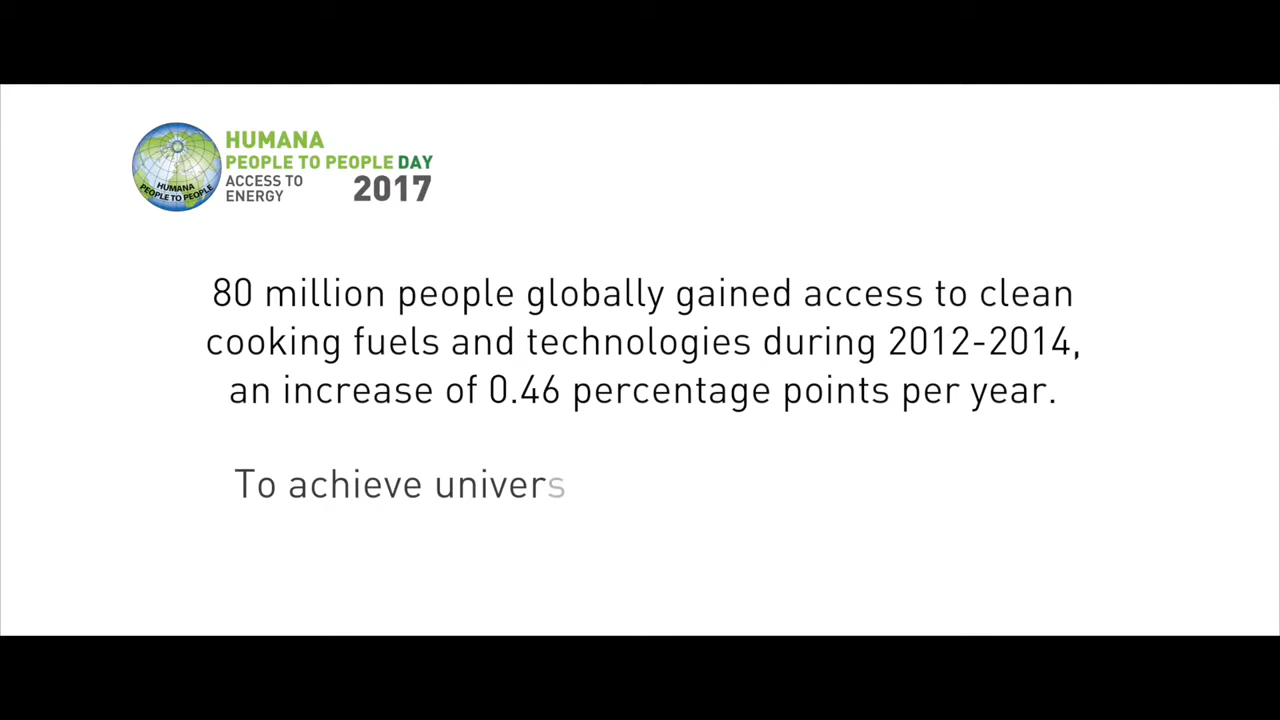 HUMANA
PEOPLE TO PEOPLE DAY
ACCESS TO
ENERGY
2017
HUMANA
PEOPLE TO PEOPLE
80 million people globally gained access to clean
cooking fuels and technologies during 2012-2014,
an increase of 0.46 percentage points per year.
To achieve univers